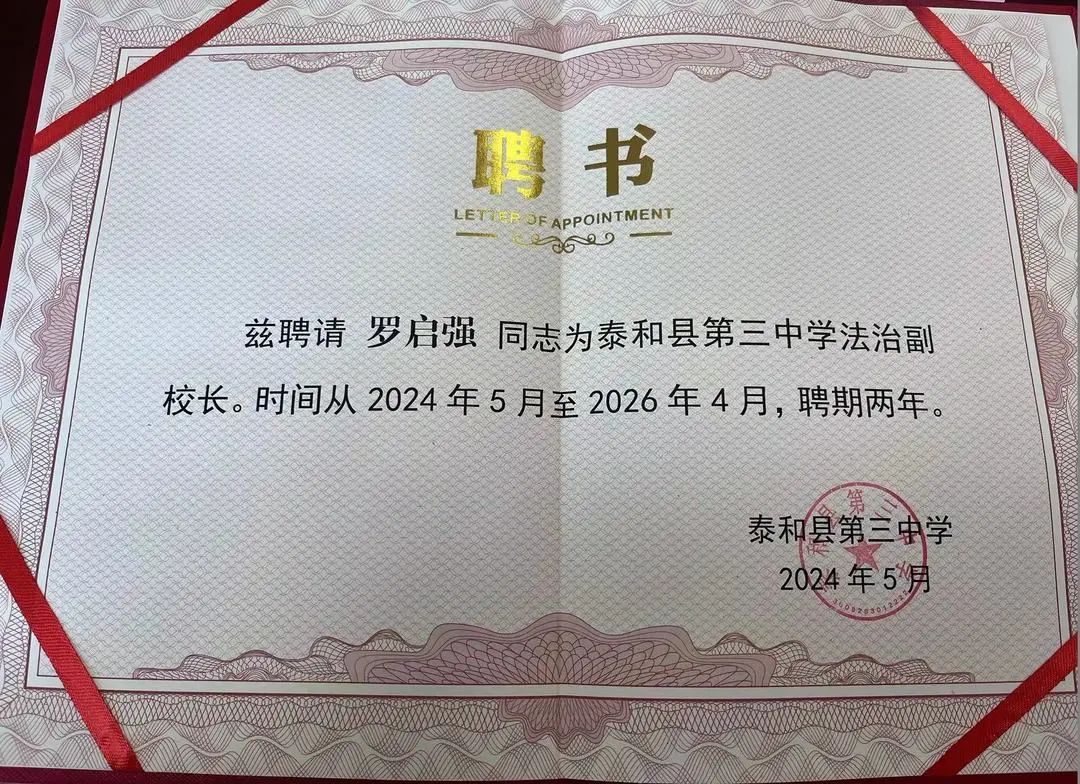 聘书
LETTER OF APPOINTMENT
兹聘请 罗启强 同志为泰和县第三中学法治副
校长。时间从 2024 年 5 月至 2026 年 4 月，聘期两年。
泰和县第三中学
2024 年 5 月